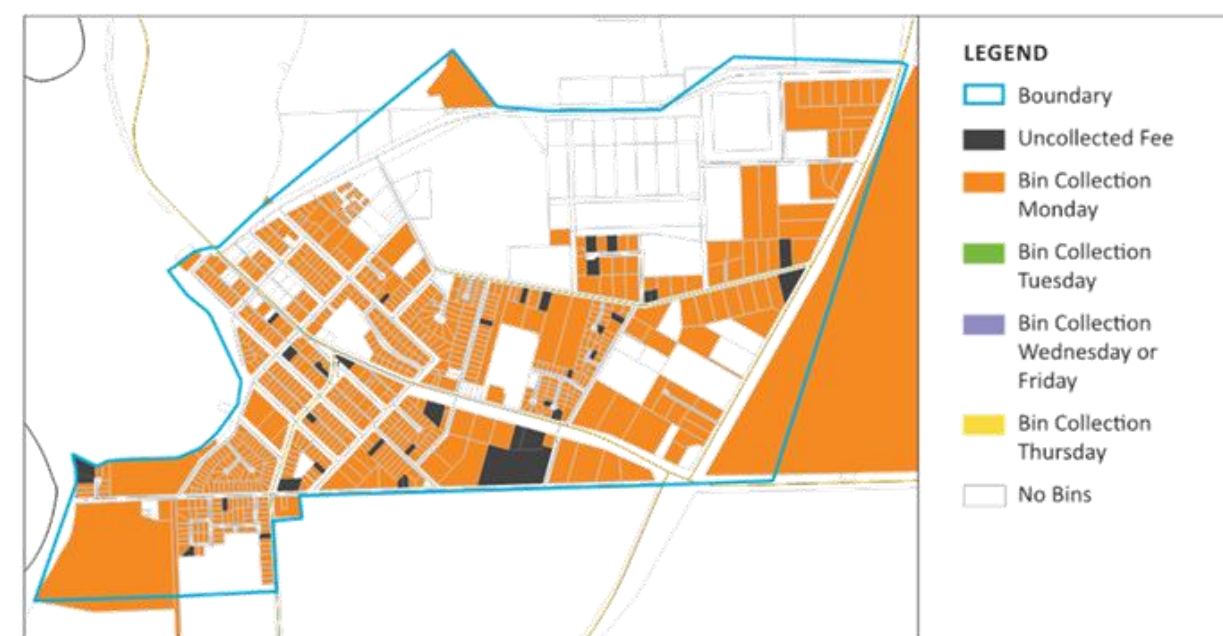 LEGEND
Boundary
Uncollected Fee
Bin Collection
Monday
Bin Collection
Tuesday
Bin Collection
Wednesday or
Friday
Bin Collection
Thursday
No Bins